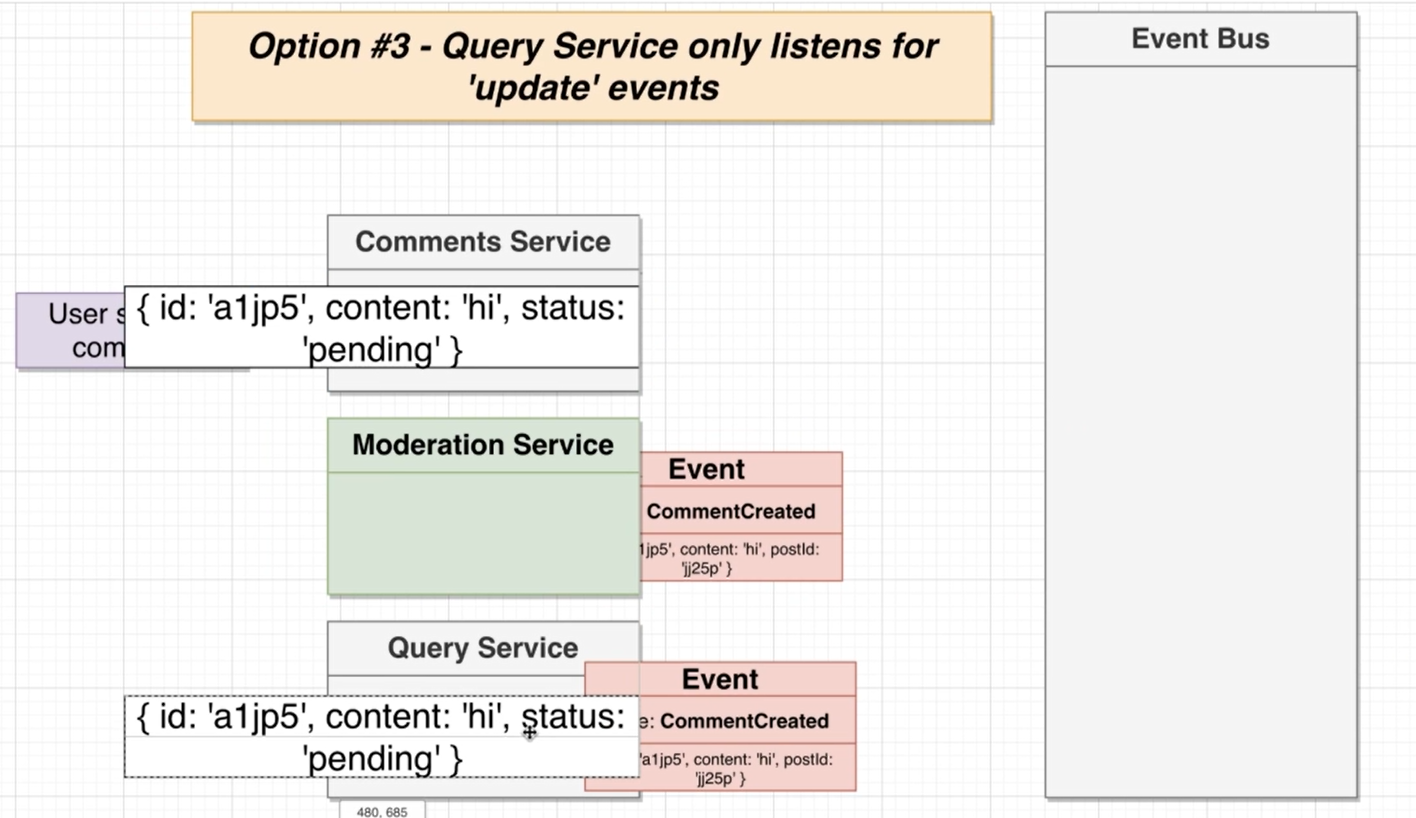 Option #3 - Query Service only listens for
'update' events
Event Bus
Comments Service
User s
com
{ id: 'a1jp5', content: 'hi', status:
'pending' }
Moderation Service
Event
CommentCreated
1jp5', content: 'hi', postId:
'jj25p' }
Query Service
Event
e: CommentCreated
'a1jp5', content: 'hi', postId:
'jj25p' }
{ id: 'a1jp5', content: 'hi', status:
'pending' }
480, 685